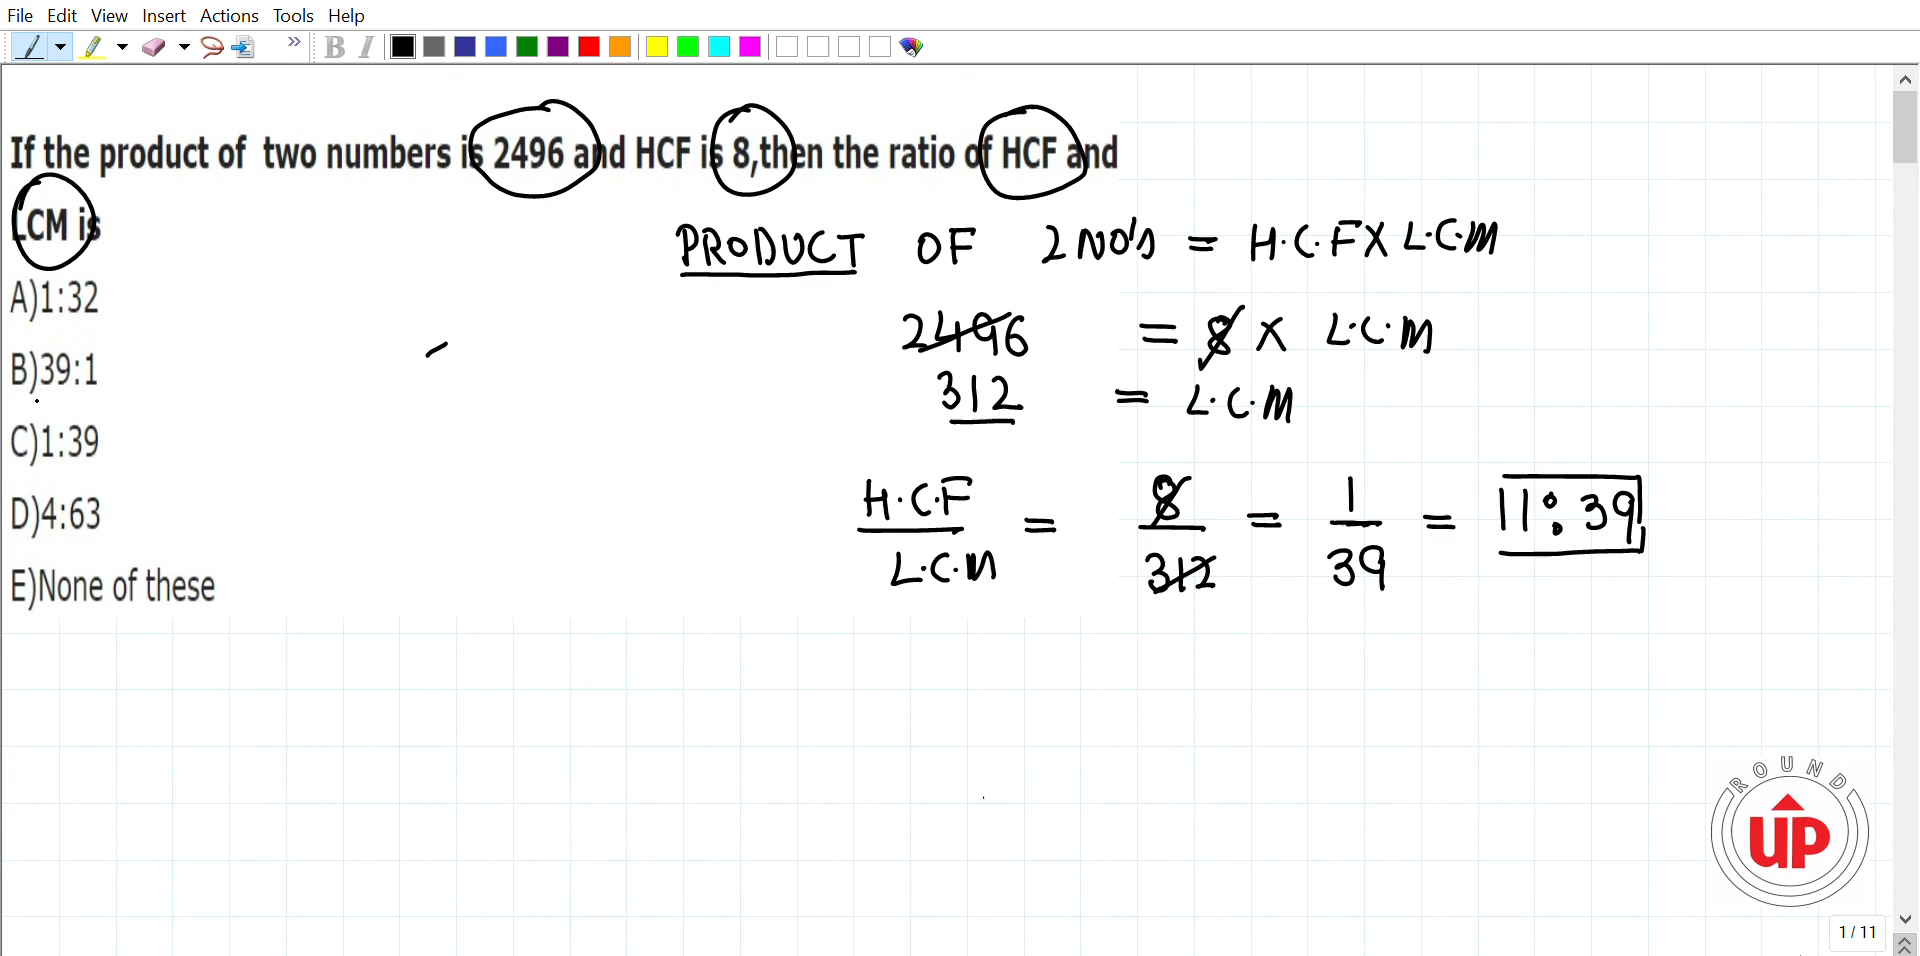 File Edit View Insert Actions Tools Help
» B I
If the product of two numbers is 2496 and HCF is 8,then the ratio of HCF and
LCM is
PRODUCT OF 2 NO'S = H.C.F X L.C.M
A)1:32
2496 = 8 X L.C.M
B)39:1
312 = L.C.M
C)1:39
H.C.F / L.C.M = 8 / 312 = 1 / 39 = 11:39
D)4:63
E)None of these
ROUND
UP
1 / 11